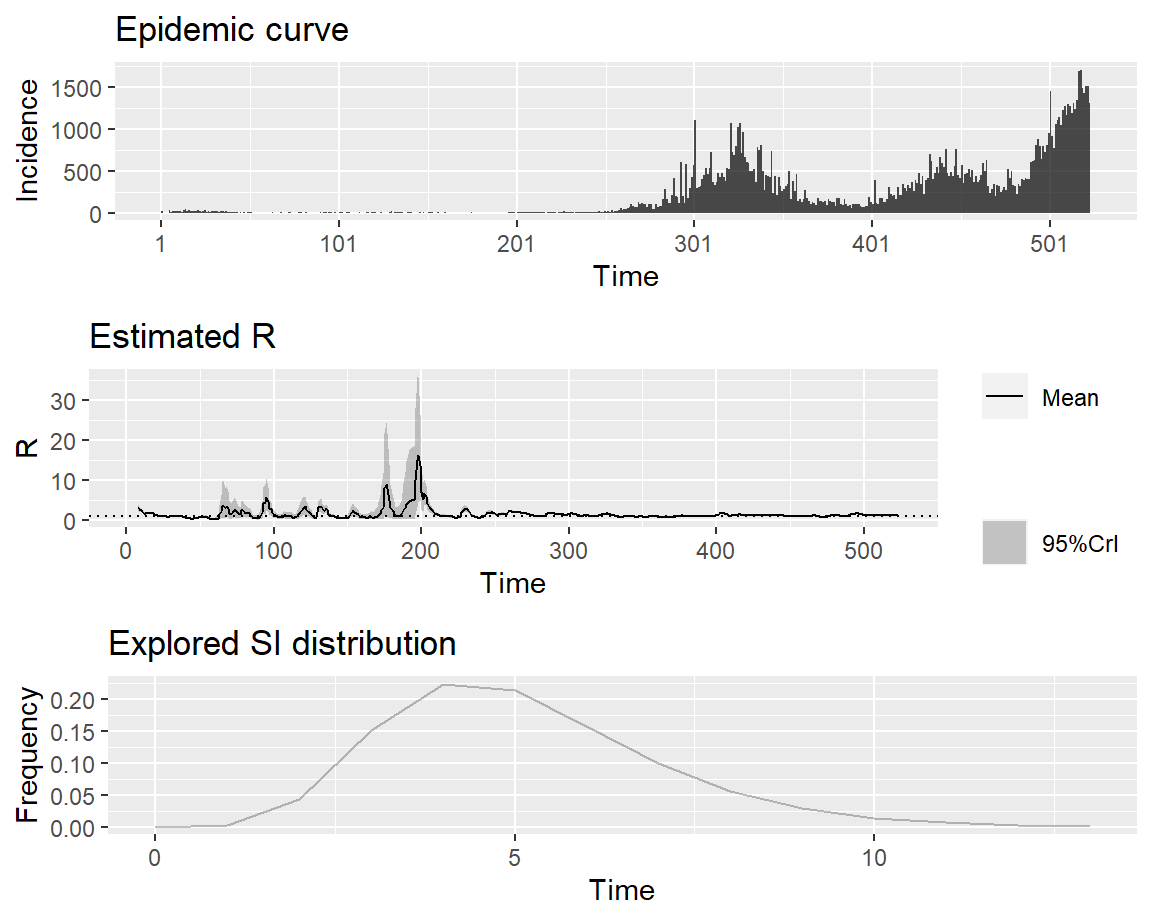 Epidemic curve
Incidence
1500
1000
500
0
1 101 201 301 401 501
Time
Estimated R
R
30
20
10
0
0 100 200 300 400 500
Time
Mean
95%CrI
Explored SI distribution
Frequency
0.20
0.15
0.10
0.05
0.00
0 5 10
Time